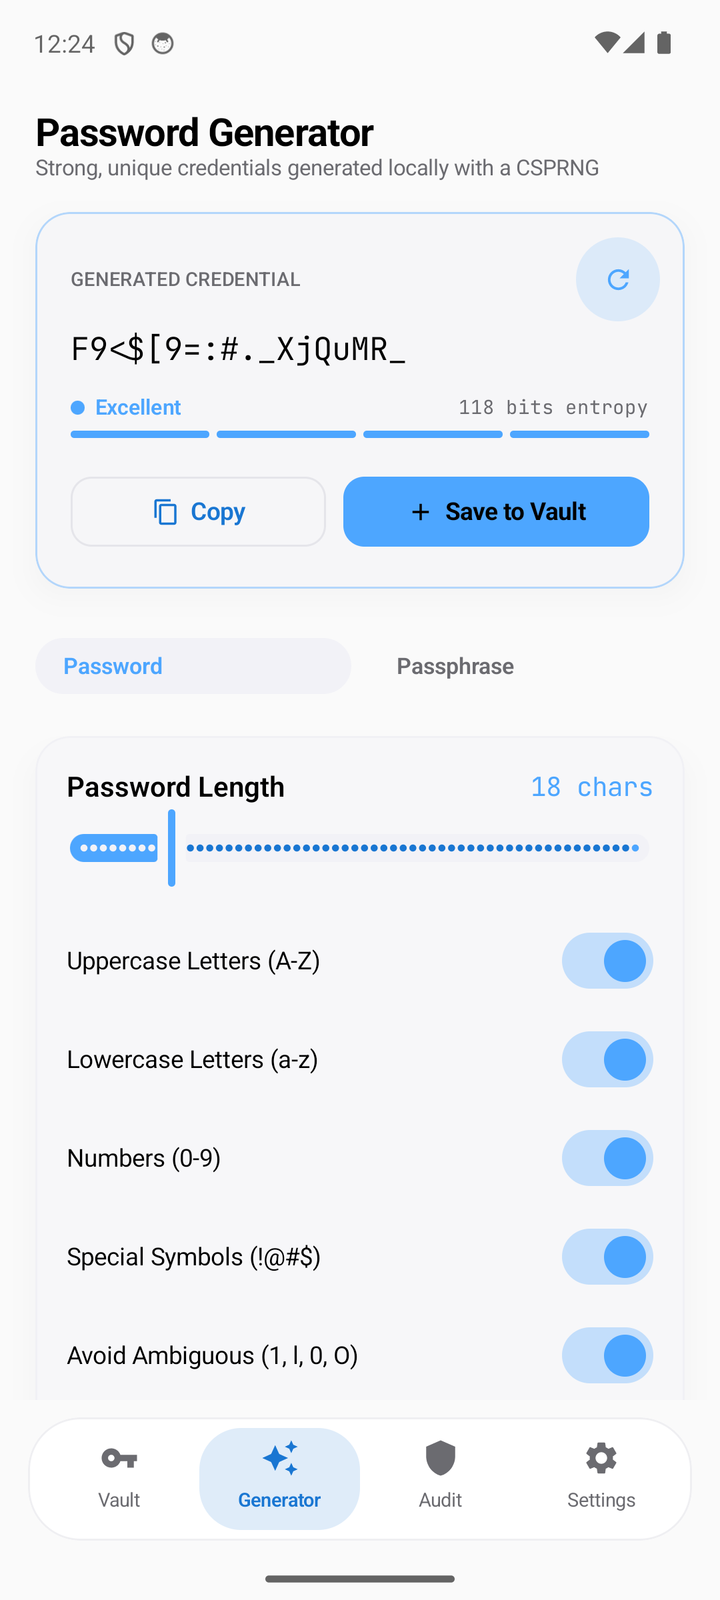 12:24
Password Generator
Strong, unique credentials generated locally with a CSPRNG
GENERATED CREDENTIAL
F9<$[9=:#._XjQuMR_
Excellent
118 bits entropy
Copy
Save to Vault
Password
Passphrase
Password Length
18 chars
Uppercase Letters (A-Z)
Lowercase Letters (a-z)
Numbers (0-9)
Special Symbols (!@#$)
Avoid Ambiguous (1, l, 0, O)
Vault
Generator
Audit
Settings